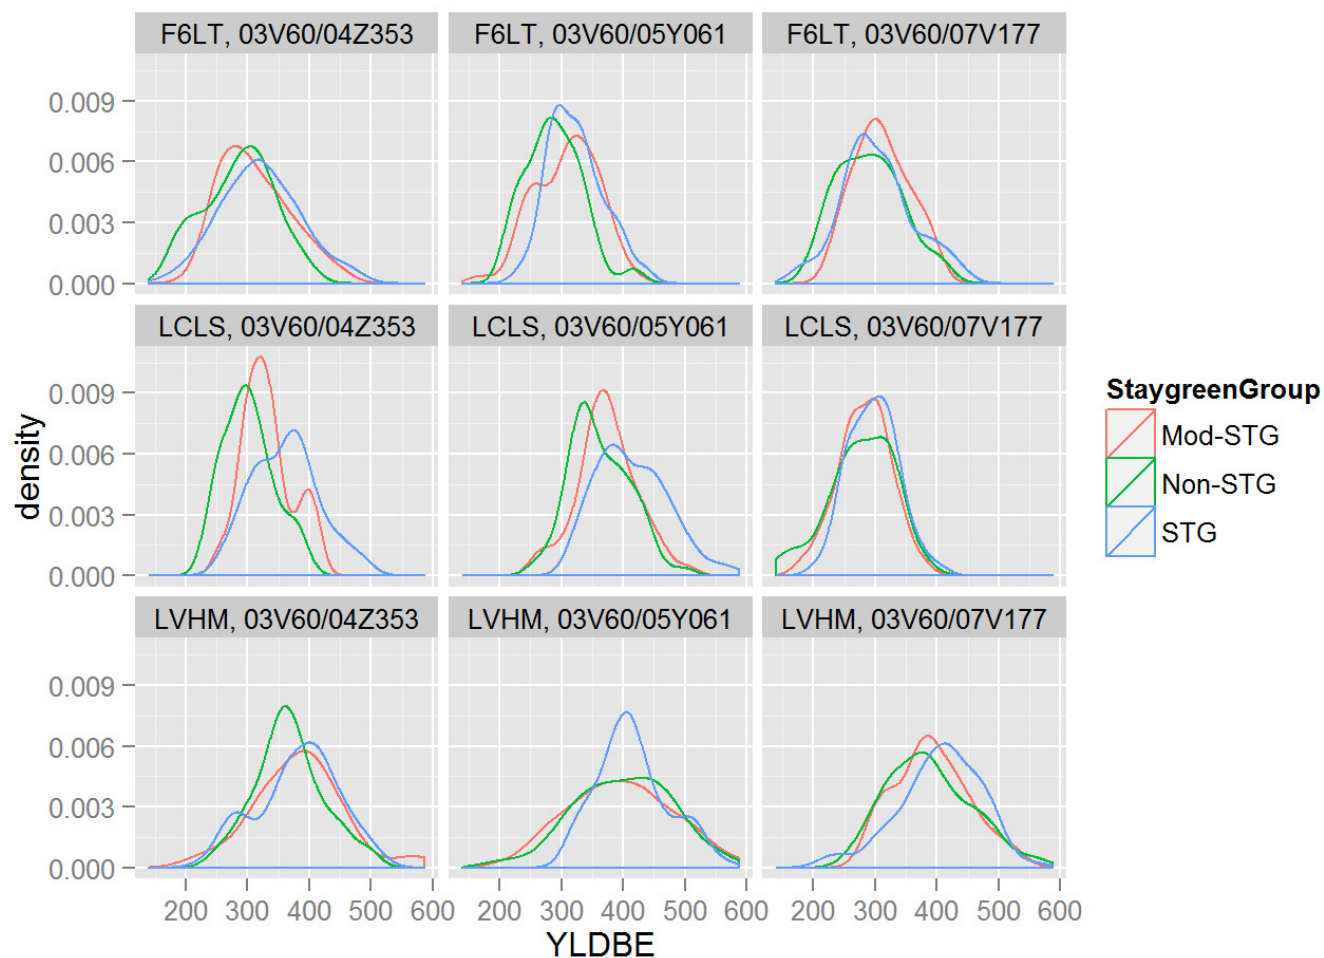 F6LT, 03V60/04Z353
F6LT, 03V60/05Y061
F6LT, 03V60/07V177
0.009
0.006
0.003
0.000
LCLS, 03V60/04Z353
LCLS, 03V60/05Y061
LCLS, 03V60/07V177
0.009
0.006
0.003
0.000
LVHM, 03V60/04Z353
LVHM, 03V60/05Y061
LVHM, 03V60/07V177
0.009
0.006
0.003
0.000
200 300 400 500 600
200 300 400 500 600
200 300 400 500 600
YLDBE
density
StaygreenGroup
Mod-STG
Non-STG
STG